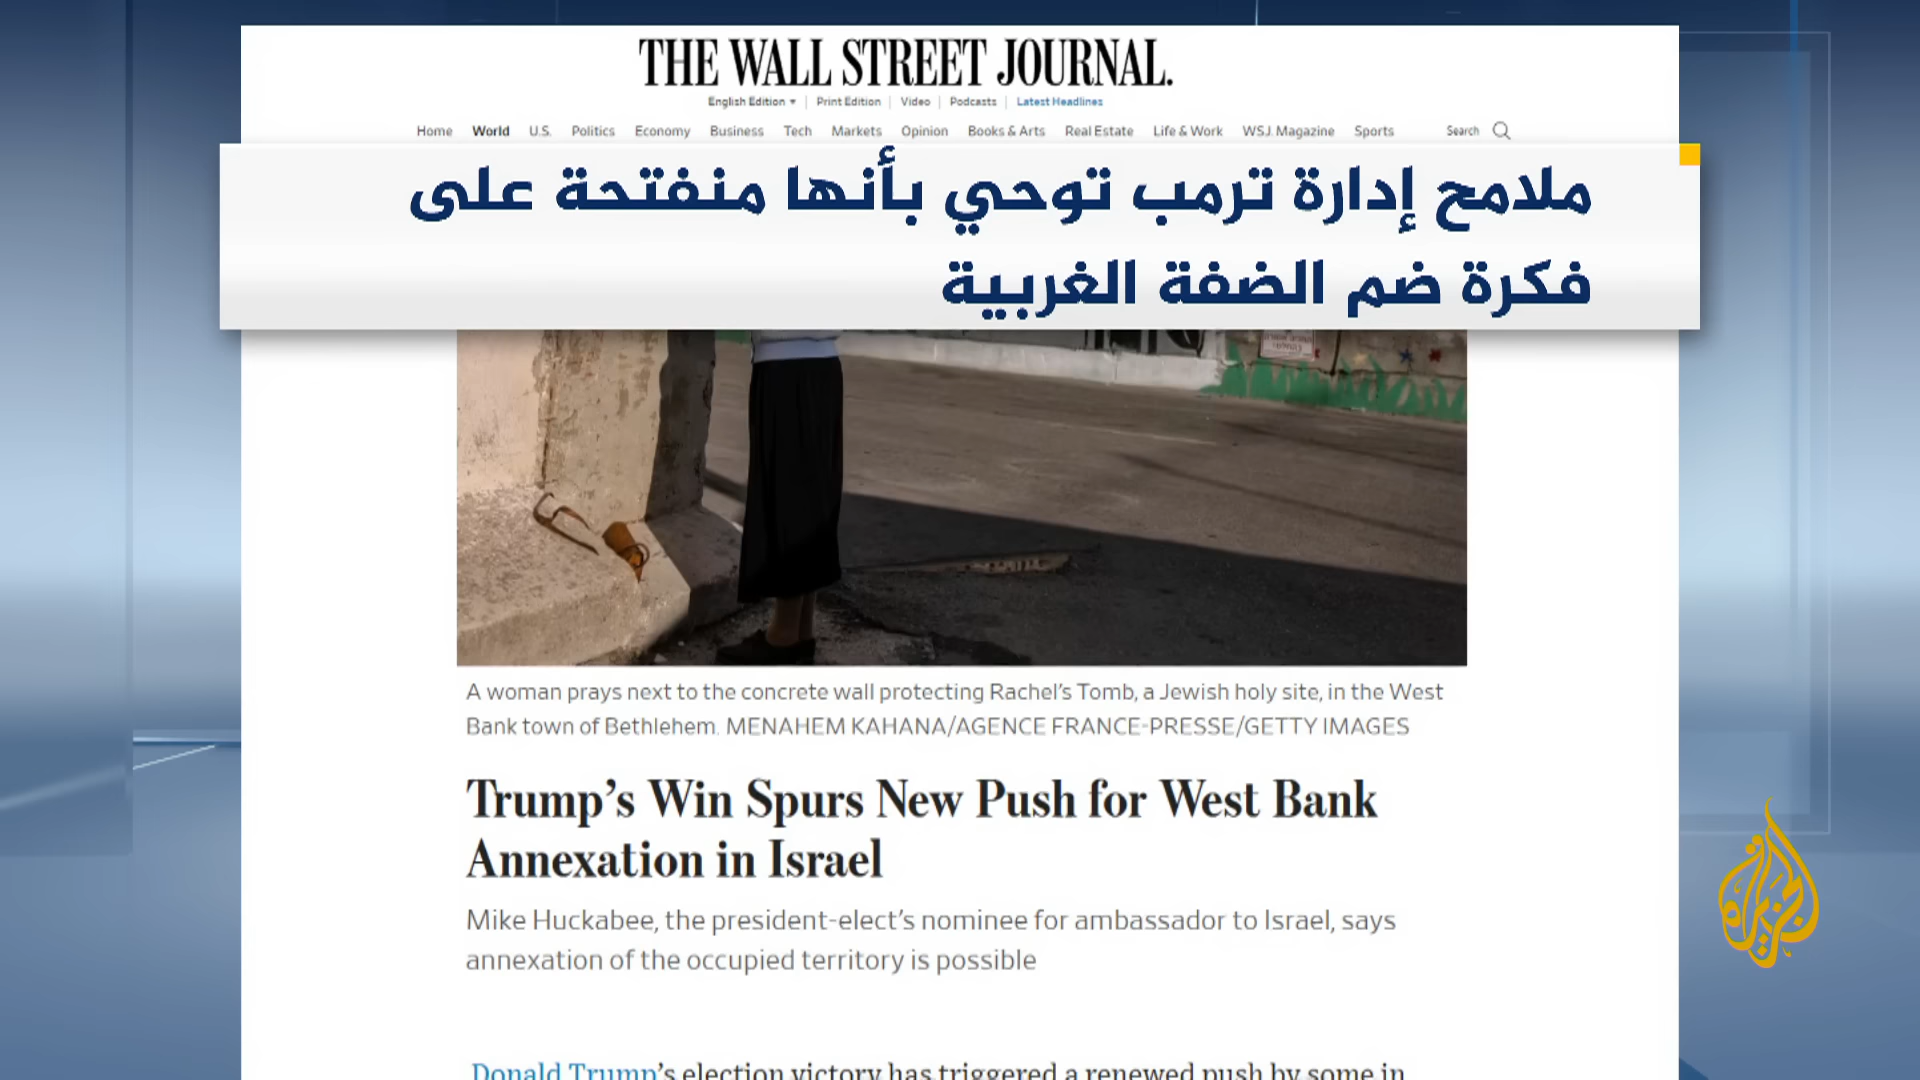 THE WALL STREET JOURNAL.
English Edition | Print Edition | Video | Podcasts | Latest Headlines
Home World U.S. Politics Economy Business Tech Markets Opinion Books & Arts Real Estate Life & Work WSJ. Magazine Sports Search
ملامح إدارة ترمب توحي بأنها منفتحة على
فكرة ضم الضفة الغربية
A woman prays next to the concrete wall protecting Rachel's Tomb, a Jewish holy site, in the West
Bank town of Bethlehem. MENAHEM KAHANA/AGENCE FRANCE-PRESSE/GETTY IMAGES
Trump's Win Spurs New Push for West Bank
Annexation in Israel
Mike Huckabee, the president-elect's nominee for ambassador to Israel, says
annexation of the occupied territory is possible
الجزيرة
Donald Trump's election victory has triggered a renewed push by some in